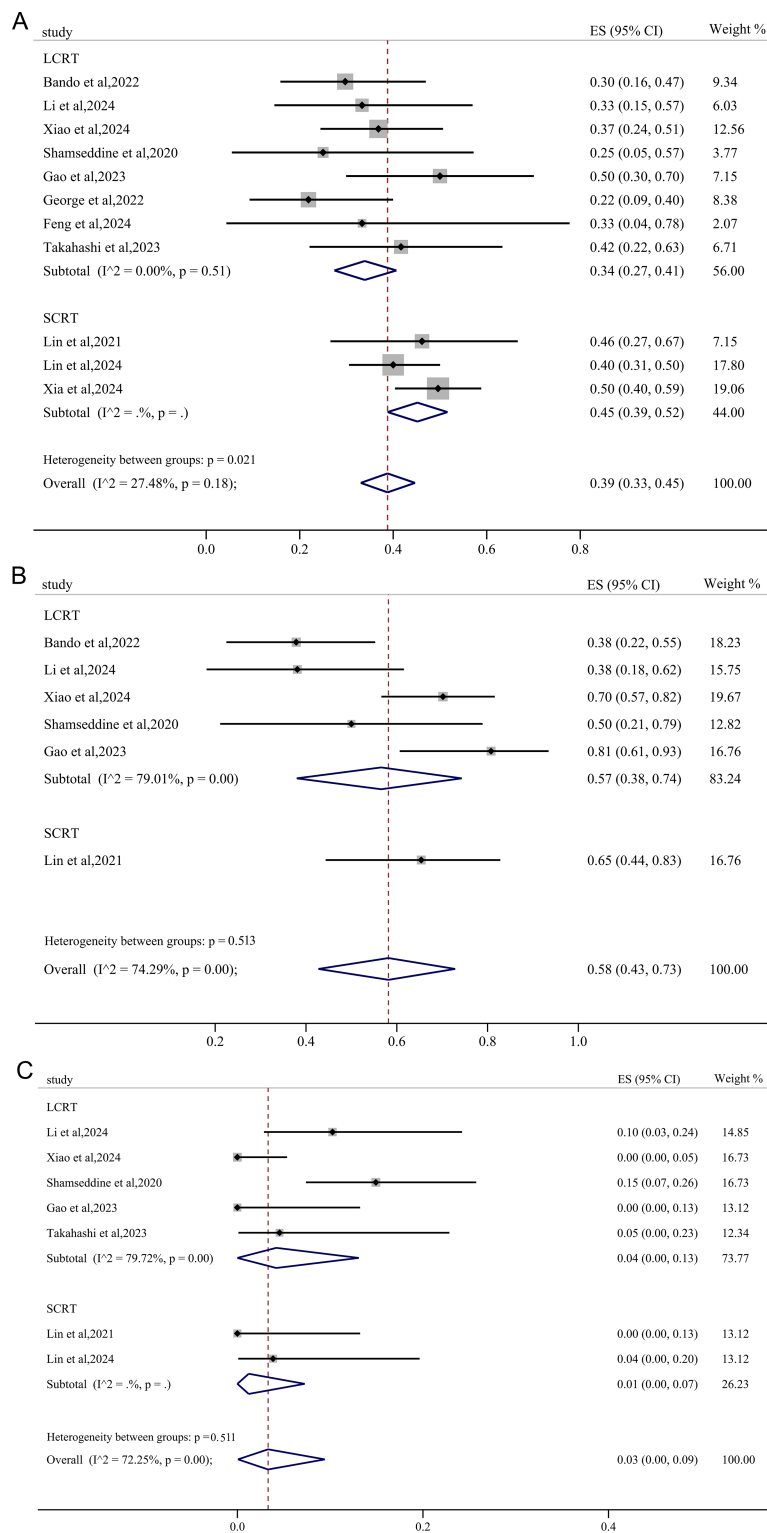 A
study ES (95% CI) Weight %
LCRT
Bando et al,2022 0.30 (0.16, 0.47) 9.34
Li et al,2024 0.33 (0.15, 0.57) 6.03
Xiao et al,2024 0.37 (0.24, 0.51) 12.56
Shamseddine et al,2020 0.25 (0.05, 0.57) 3.77
Gao et al,2023 0.50 (0.30, 0.70) 7.15
George et al,2022 0.22 (0.09, 0.40) 8.38
Feng et al,2024 0.33 (0.04, 0.78) 2.07
Takahashi et al,2023 0.42 (0.22, 0.63) 6.71
Subtotal (I^2 = 0.00%, p = 0.51) 0.34 (0.27, 0.41) 56.00
SCRT
Lin et al,2021 0.46 (0.27, 0.67) 7.15
Lin et al,2024 0.40 (0.31, 0.50) 17.80
Xia et al,2024 0.50 (0.40, 0.59) 19.06
Subtotal (I^2 = .%, p = .) 0.45 (0.39, 0.52) 44.00
Heterogeneity between groups: p = 0.021
Overall (I^2 = 27.48%, p = 0.18); 0.39 (0.33, 0.45) 100.00
0.0 0.2 0.4 0.6 0.8
B
study ES (95% CI) Weight %
LCRT
Bando et al,2022 0.38 (0.22, 0.55) 18.23
Li et al,2024 0.38 (0.18, 0.62) 15.75
Xiao et al,2024 0.70 (0.57, 0.82) 19.67
Shamseddine et al,2020 0.50 (0.21, 0.79) 12.82
Gao et al,2023 0.81 (0.61, 0.93) 16.76
Subtotal (I^2 = 79.01%, p = 0.00) 0.57 (0.38, 0.74) 83.24
SCRT
Lin et al,2021 0.65 (0.44, 0.83) 16.76
Heterogeneity between groups: p = 0.513
Overall (I^2 = 74.29%, p = 0.00); 0.58 (0.43, 0.73) 100.00
0.2 0.4 0.6 0.8 1.0
C
study ES (95% CI) Weight %
LCRT
Li et al,2024 0.10 (0.03, 0.24) 14.85
Xiao et al,2024 0.00 (0.00, 0.05) 16.73
Shamseddine et al,2020 0.15 (0.07, 0.26) 16.73
Gao et al,2023 0.00 (0.00, 0.13) 13.12
Takahashi et al,2023 0.05 (0.00, 0.23) 12.34
Subtotal (I^2 = 79.72%, p = 0.00) 0.04 (0.00, 0.13) 73.77
SCRT
Lin et al,2021 0.00 (0.00, 0.13) 13.12
Lin et al,2024 0.04 (0.00, 0.20) 13.12
Subtotal (I^2 = .%, p = .) 0.01 (0.00, 0.07) 26.23
Heterogeneity between groups: p =0.511
Overall (I^2 = 72.25%, p = 0.00); 0.03 (0.00, 0.09) 100.00
0.0 0.2 0.4